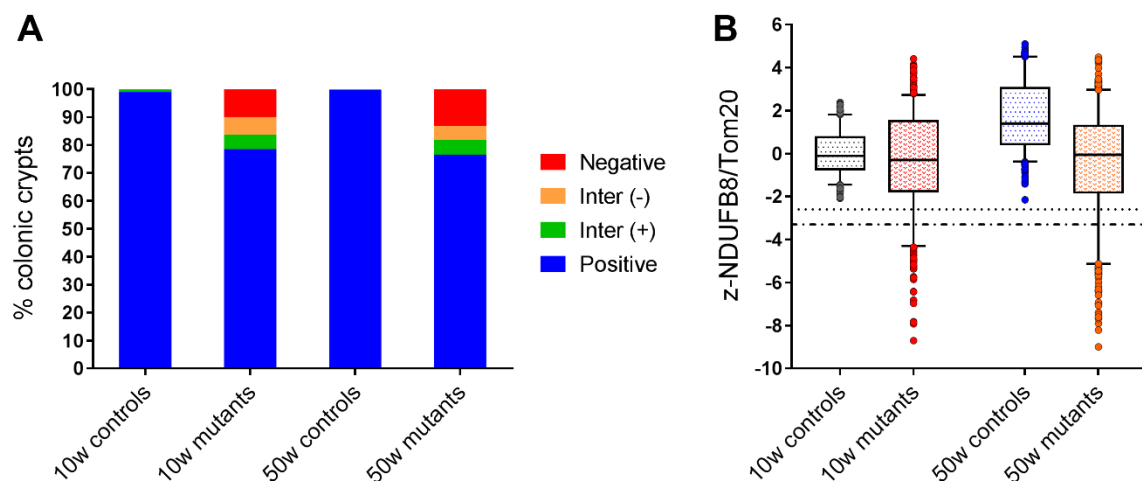 A
% colonic crypts
100
90
80
70
60
50
40
30
20
10
0
10w controls
10w mutants
50w controls
50w mutants
Negative
Inter (-)
Inter (+)
Positive
B
z-NDUFB8/Tom20
6
4
2
0
-2
-4
-6
-8
-10
10w controls
10w mutants
50w controls
50w mutants